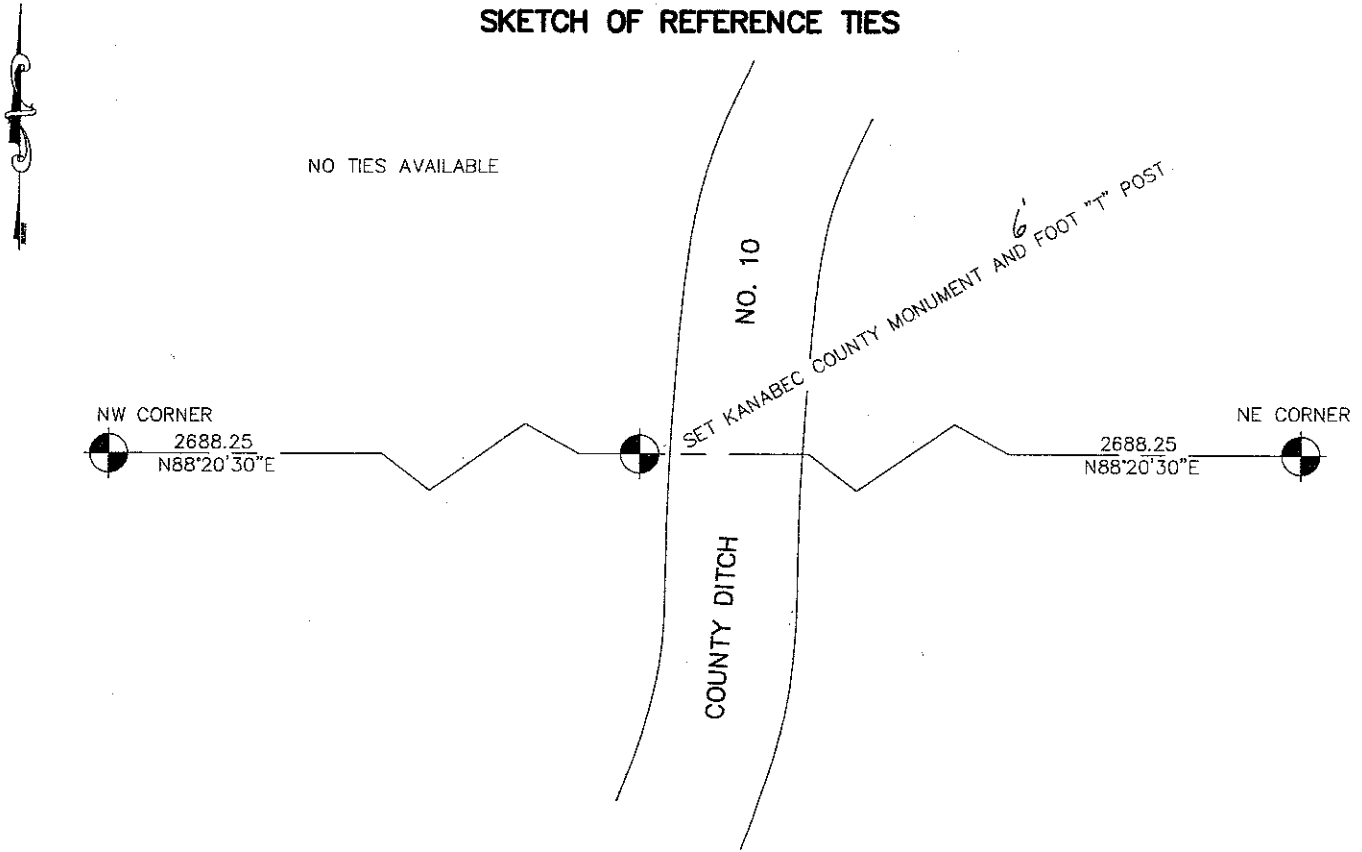 SKETCH OF REFERENCE TIES
NO TIES AVAILABLE
6'
SET KANABEC COUNTY MONUMENT AND FOOT "T" POST
NO. 10
NW CORNER
2688.25
N88°20'30"E
NE CORNER
2688.25
N88°20'30"E
COUNTY DITCH